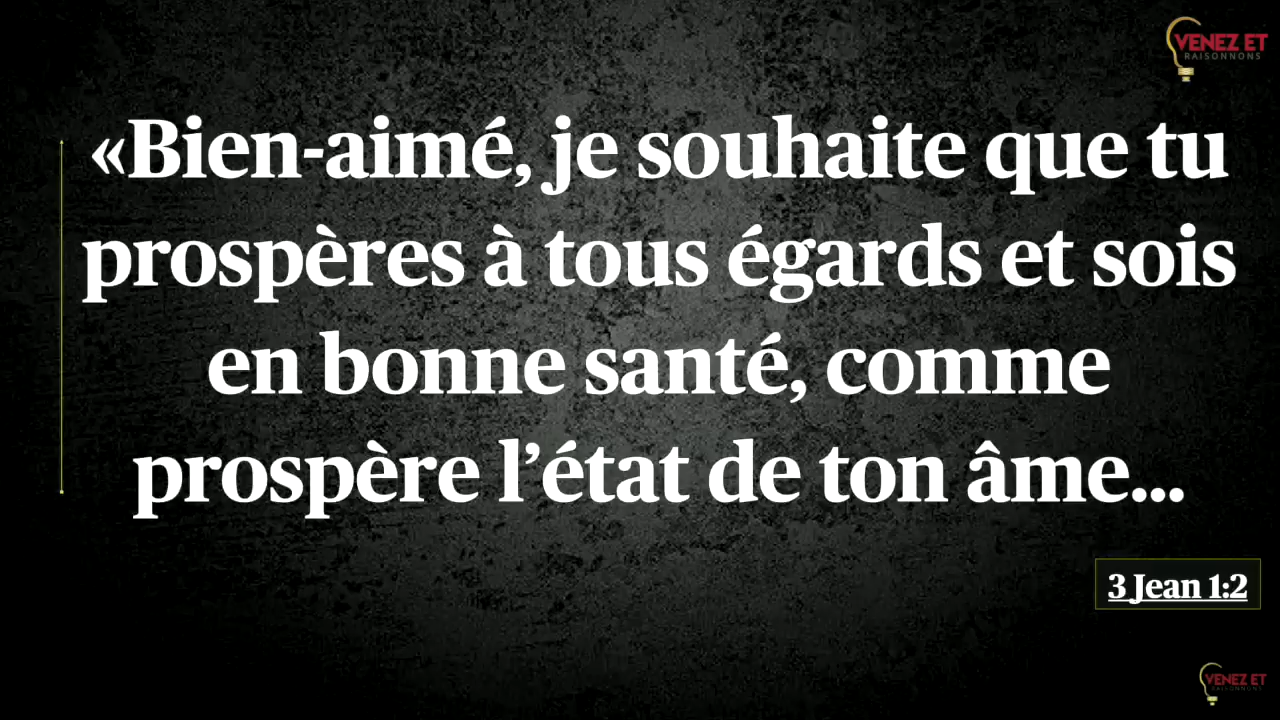 VENEZ ET
RAISONNONS
«Bien-aimé, je souhaite que tu
prospères à tous égards et sois
en bonne santé, comme
prospère l’état de ton âme...
3 Jean 1:2
VENEZ ET
RAISONNONS